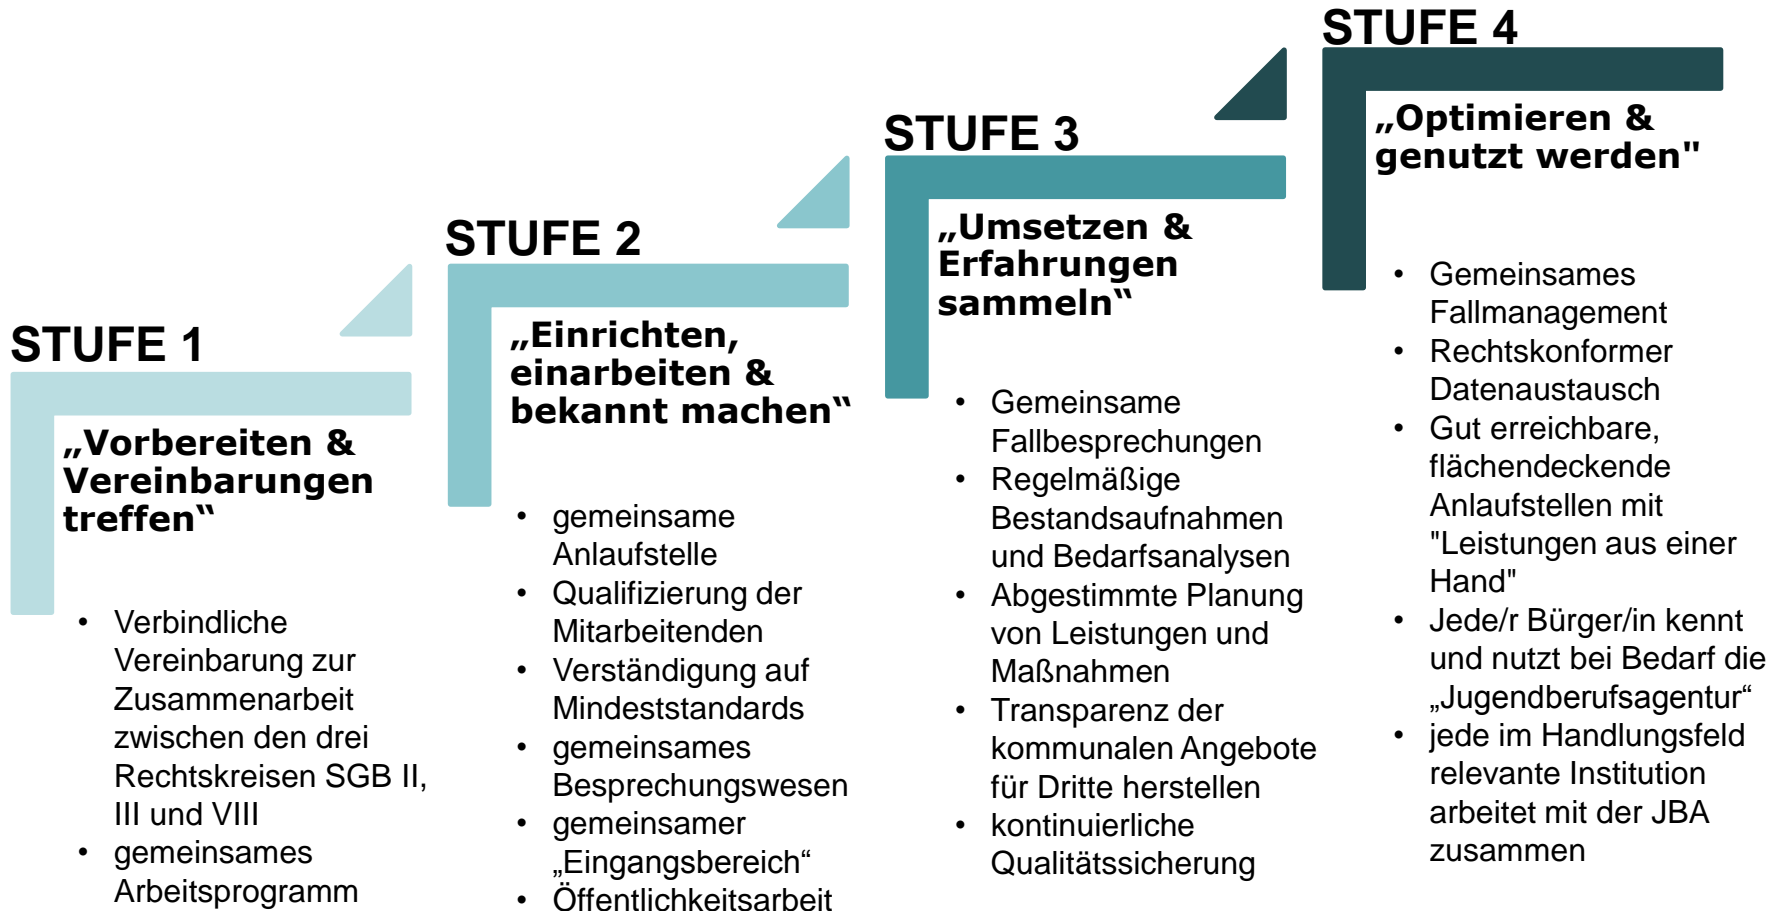 STUFE 1
„Vorbereiten &
Vereinbarungen
treffen“
• Verbindliche
Vereinbarung zur
Zusammenarbeit
zwischen den drei
Rechtskreisen SGB II,
III und VIII
• gemeinsames
Arbeitsprogramm
STUFE 2
„Einrichten,
einarbeiten &
bekannt machen“
• gemeinsame
Anlaufstelle
• Qualifizierung der
Mitarbeitenden
• Verständigung auf
Mindeststandards
• gemeinsames
Besprechungswesen
• gemeinsamer
„Eingangsbereich“
• Öffentlichkeitsarbeit
STUFE 3
„Umsetzen &
Erfahrungen
sammeln“
• Gemeinsame
Fallbesprechungen
• Regelmäßige
Bestandsaufnahmen
und Bedarfsanalysen
• Abgestimmte Planung
von Leistungen und
Maßnahmen
• Transparenz der
kommunalen Angebote
für Dritte herstellen
• kontinuierliche
Qualitätssicherung
STUFE 4
„Optimieren &
genutzt werden"
• Gemeinsames
Fallmanagement
• Rechtskonformer
Datenaustausch
• Gut erreichbare,
flächendeckende
Anlaufstellen mit
"Leistungen aus einer
Hand"
• Jede/r Bürger/in kennt
und nutzt bei Bedarf die
„Jugendberufsagentur“
• jede im Handlungsfeld
relevante Institution
arbeitet mit der JBA
zusammen